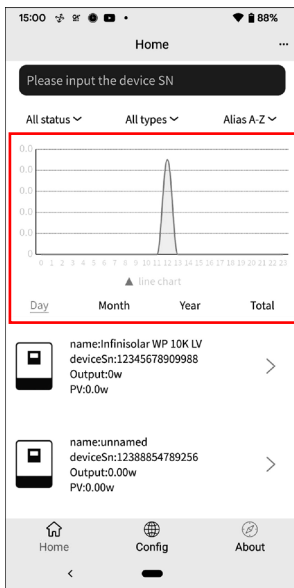 15:00 88%
Home ...
Please input the device SN
All status All types Alias A-Z
0.0
0.0
0.0
0.0
0.0
0
0 1 2 3 4 5 6 7 8 9 10 11 12 13 14 15 16 17 18 19 20 21 22 23
line chart
Day Month Year Total
name:Infinisolar WP 10K LV
deviceSn:12345678909988
Output:0w
PV:0.0w
name:unnamed
deviceSn:12388854789256
Output:0.00w
PV:0.00w
Home Config About